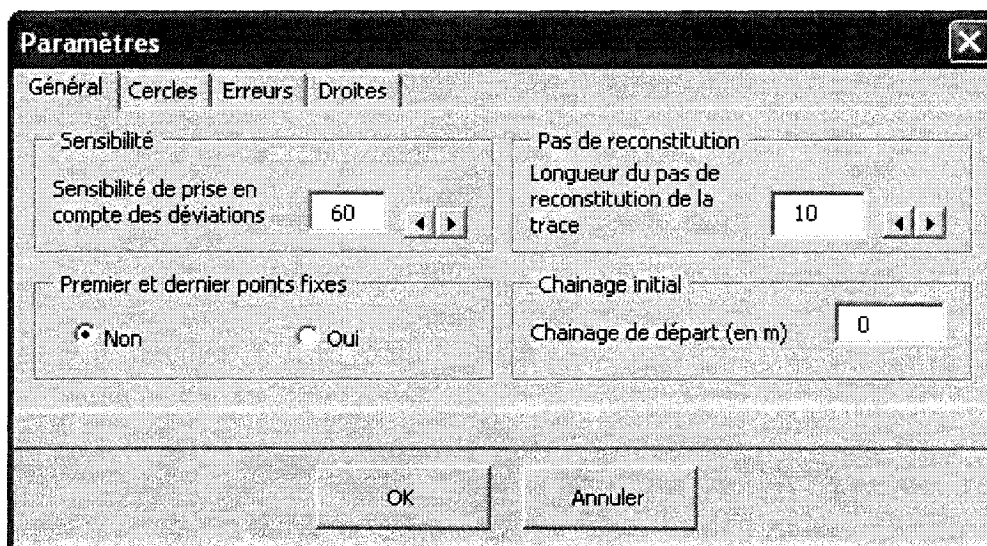 Paramètres
Général Cercles Erreurs Droites
Sensibilité
Sensibilité de prise en
compte des déviations
60
Pas de reconstitution
Longueur du pas de
reconstitution de la
trace
10
Premier et dernier points fixes
Non Oui
Chainage initial
Chainage de départ (en m)
0
OK Annuler